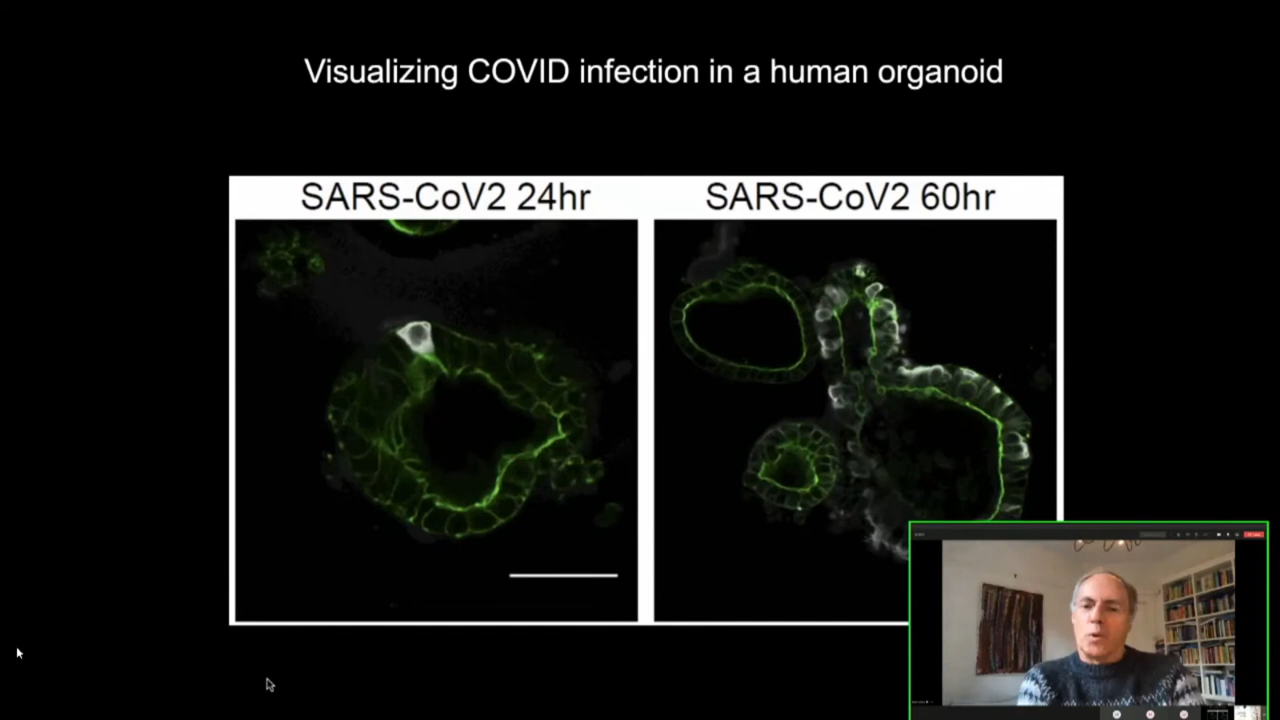 Visualizing COVID infection in a human organoid
SARS-CoV2 24hr
SARS-CoV2 60hr